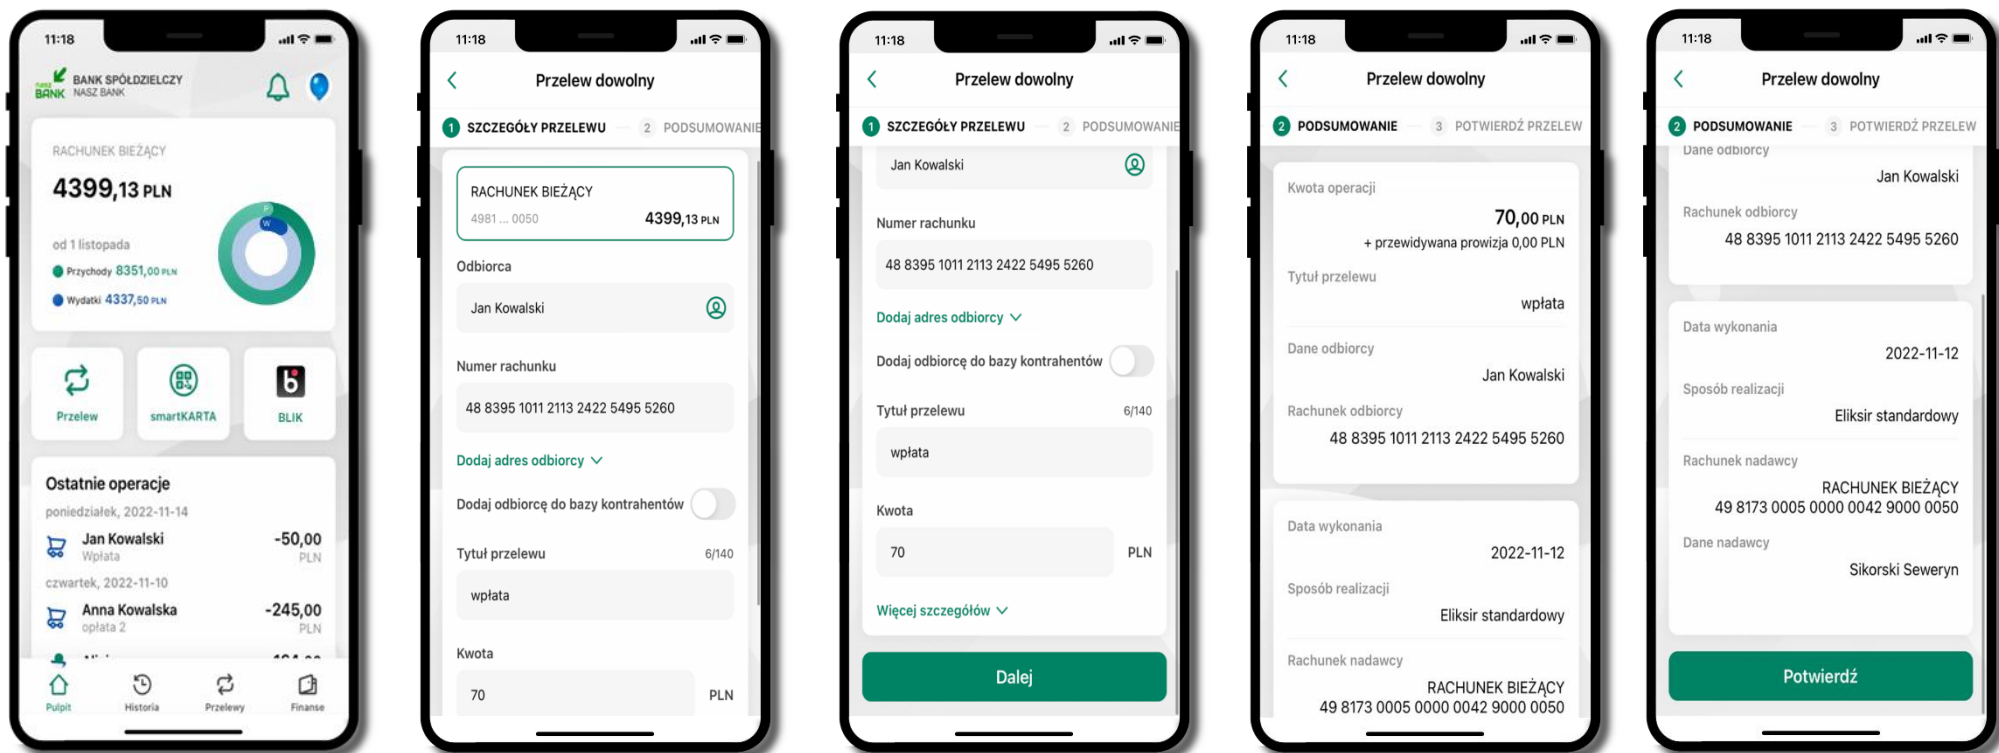 11:18
nasz
BANK
BANK SPÓŁDZIELCZY
NASZ BANK
RACHUNEK BIEŻĄCY
4399,13 PLN
od 1 listopada
Przychody 8351,00 PLN
Wydatki 4337,50 PLN
P
W
Przelew
smartKARTA
BLIK
Ostatnie operacje
poniedziałek, 2022-11-14
Jan Kowalski -50,00
Wpłata PLN
czwartek, 2022-11-10
Anna Kowalska -245,00
opłata 2 PLN
Pulpit
Historia
Przelewy
Finanse
11:18
Przelew dowolny
1 SZCZEGÓŁY PRZELEWU 2 PODSUMOWANIE
RACHUNEK BIEŻĄCY
4981 ... 0050 4399,13 PLN
Odbiorca
Jan Kowalski
Numer rachunku
48 8395 1011 2113 2422 5495 5260
Dodaj adres odbiorcy
Dodaj odbiorcę do bazy kontrahentów
Tytuł przelewu 6/140
wpłata
Kwota
70 PLN
11:18
Przelew dowolny
1 SZCZEGÓŁY PRZELEWU 2 PODSUMOWANIE
Jan Kowalski
Numer rachunku
48 8395 1011 2113 2422 5495 5260
Dodaj adres odbiorcy
Dodaj odbiorcę do bazy kontrahentów
Tytuł przelewu 6/140
wpłata
Kwota
70 PLN
Więcej szczegółów
Dalej
11:18
Przelew dowolny
2 PODSUMOWANIE 3 POTWIERDŹ PRZELEW
Kwota operacji
70,00 PLN
+ przewidywana prowizja 0,00 PLN
Tytuł przelewu
wpłata
Dane odbiorcy
Jan Kowalski
Rachunek odbiorcy
48 8395 1011 2113 2422 5495 5260
Data wykonania
2022-11-12
Sposób realizacji
Eliksir standardowy
Rachunek nadawcy
RACHUNEK BIEŻĄCY
49 8173 0005 0000 0042 9000 0050
11:18
Przelew dowolny
2 PODSUMOWANIE 3 POTWIERDŹ PRZELEW
Dane odbiorcy
Jan Kowalski
Rachunek odbiorcy
48 8395 1011 2113 2422 5495 5260
Data wykonania
2022-11-12
Sposób realizacji
Eliksir standardowy
Rachunek nadawcy
RACHUNEK BIEŻĄCY
49 8173 0005 0000 0042 9000 0050
Dane nadawcy
Sikorski Seweryn
Potwierdź